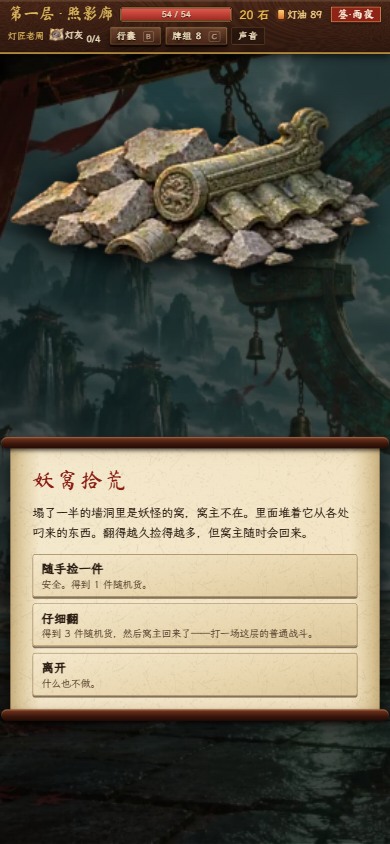 第一层·照影廊 54 / 54 20 石 灯油 89 签·雨夜
灯匠老周 灯灰 0/4 行囊 B 牌组 8 C 声音
妖窝拾荒
塌了一半的墙洞里是妖怪的窝，窝主不在。里面堆着它从各处
叼来的东西。翻得越久捡得越多，但窝主随时会回来。
随手捡一件
安全。得到 1 件随机货。
仔细翻
得到 3 件随机货，然后窝主回来了——打一场这层的普通战斗。
离开
什么也不做。